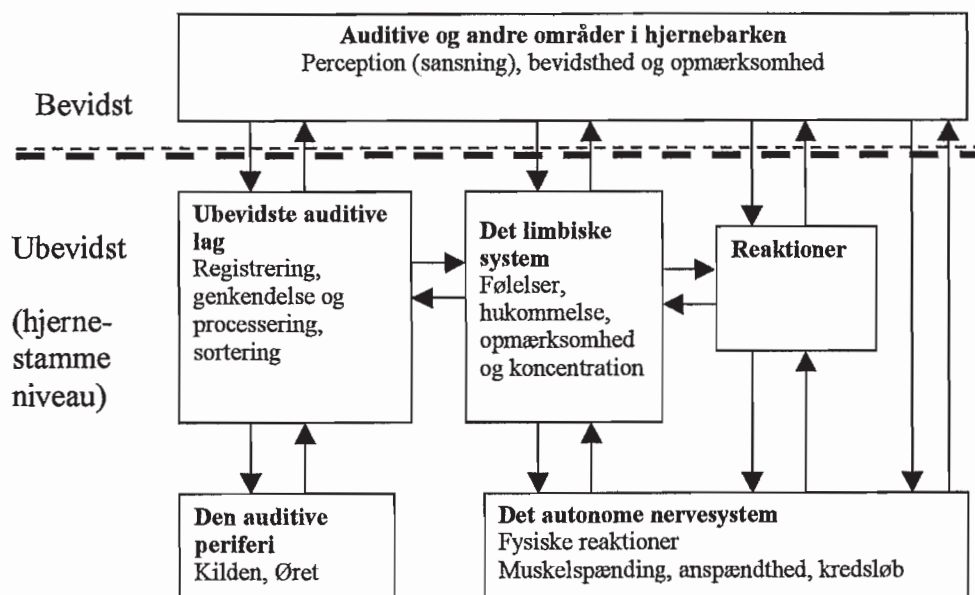 Auditive og andre områder i hjernebarken
Perception (sansning), bevidsthed og opmærksomhed
Bevidst
Ubevidst
(hjerne-
stamme
niveau)
Ubevidste auditive
lag
Registrering,
genkendelse og
processering,
sortering
Det limbiske
system
Følelser,
hukommelse,
opmærksomhed
og koncentration
Reaktioner
Den auditive
periferi
Kilden, Øret
Det autonome nervesystem
Fysiske reaktioner
Muskelspænding, anspændthed, kredsløb